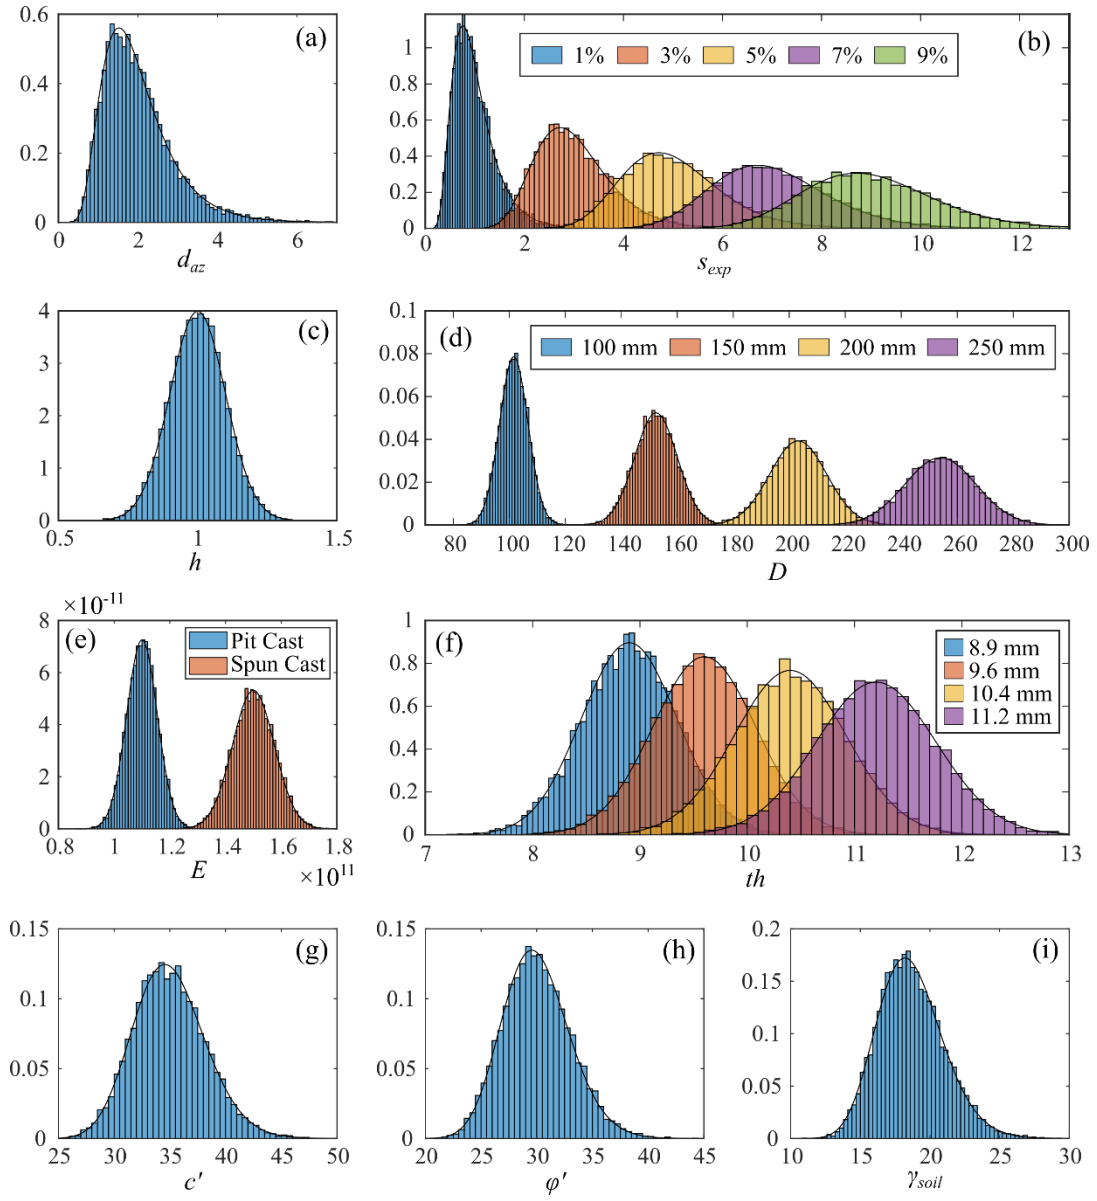 0.6
(a)
0.4
0.2
0
0 2 4 6
d_az
(b)
1% 3% 5% 7% 9%
1
0.8
0.6
0.4
0.2
0
0 2 4 6 8 10 12
s_exp
4
(c)
3
2
1
0
0.5 1 1.5
h
0.1
(d)
100 mm 150 mm 200 mm 250 mm
0.08
0.06
0.04
0.02
0
80 100 120 140 160 180 200 220 240 260 280 300
D
×10⁻¹¹
8
(e)
Pit Cast
Spun Cast
6
4
2
0
0.8 1 1.2 1.4 1.6 1.8
E
×10¹¹
1
(f)
8.9 mm
9.6 mm
10.4 mm
11.2 mm
0.8
0.6
0.4
0.2
0
7 8 9 10 11 12 13
th
0.15
(g)
0.1
0.05
0
25 30 35 40 45 50
c'
0.15
(h)
0.1
0.05
0
20 25 30 35 40 45
φ'
0.2
(i)
0.15
0.1
0.05
0
10 15 20 25 30
γ_soil